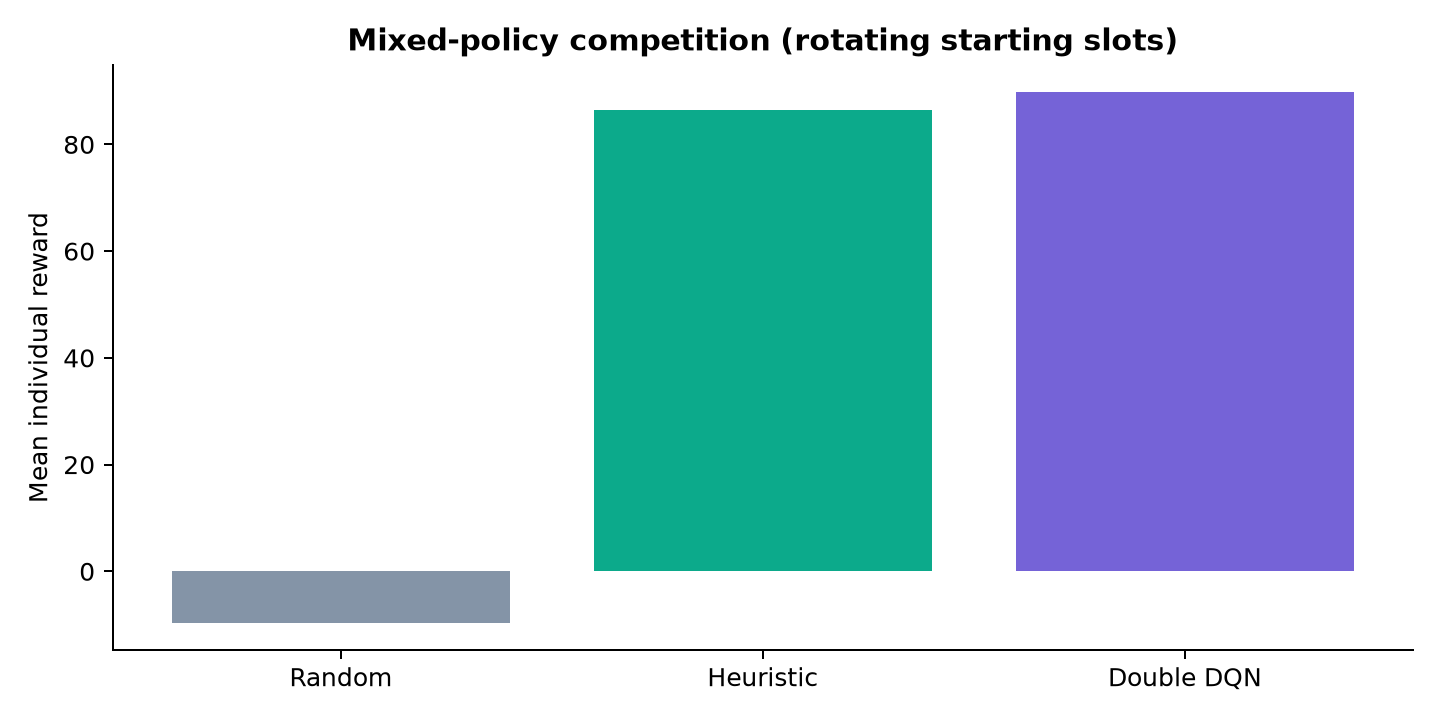 Mixed-policy competition (rotating starting slots)
Mean individual reward
80
60
40
20
0
Random
Heuristic
Double DQN